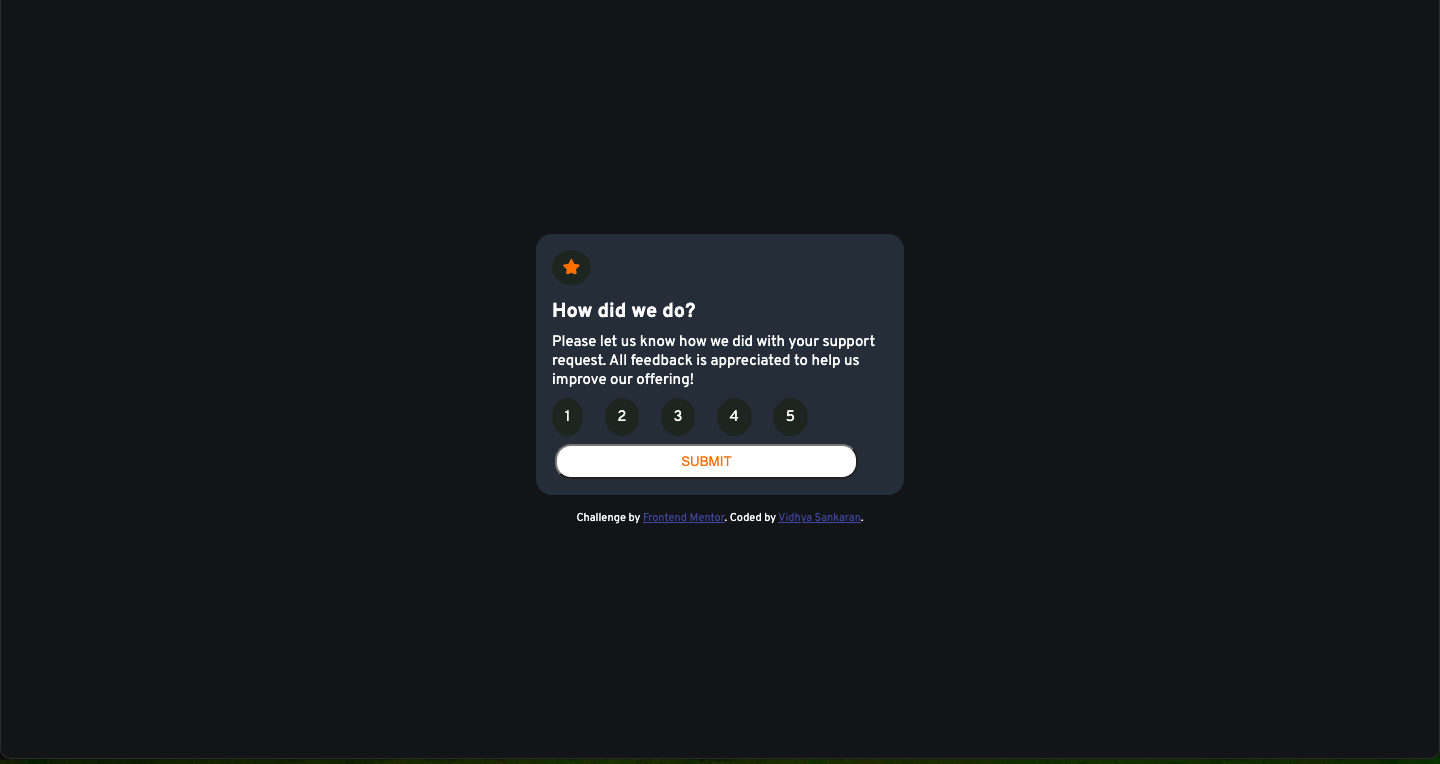 How did we do?
Please let us know how we did with your support
request. All feedback is appreciated to help us
improve our offering!
1 2 3 4 5
SUBMIT
Challenge by Frontend Mentor. Coded by Vidhya Sankaran.